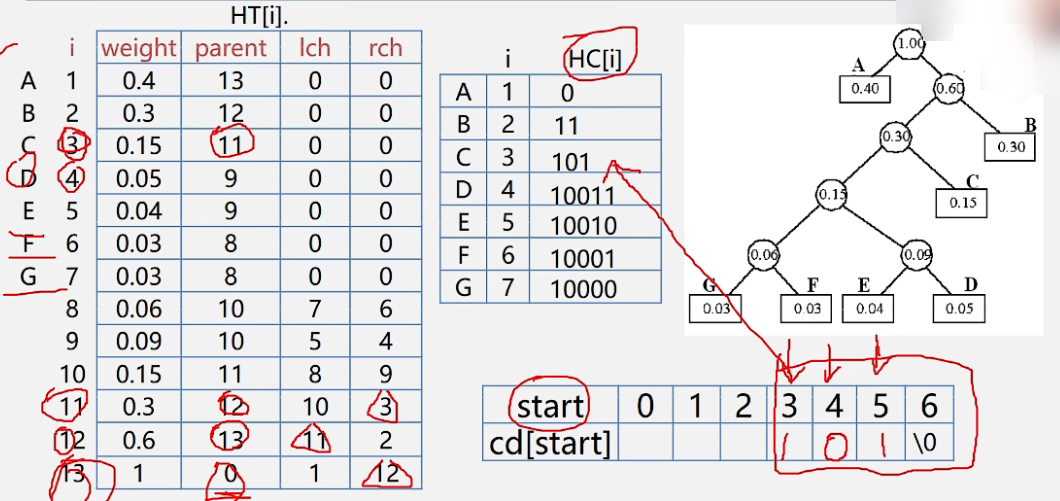 HT[i].
i weight parent lch rch
A 1 0.4 13 0 0
B 2 0.3 12 0 0
C 3 0.15 11 0 0
D 4 0.05 9 0 0
E 5 0.04 9 0 0
F 6 0.03 8 0 0
G 7 0.03 8 0 0
8 0.06 10 7 6
9 0.09 10 5 4
10 0.15 11 8 9
11 0.3 12 10 3
12 0.6 13 11 2
13 1 0 1 12
i HC[i]
A 1 0
B 2 11
C 3 101
D 4 10011
E 5 10010
F 6 10001
G 7 10000
1.00
A
0.40 0.60
0.30 B
0.30
C
0.15 0.15
0.06 0.09
G F E D
0.03 0.03 0.04 0.05
start 0 1 2 3 4 5 6
cd[start] 1 0 1 \0